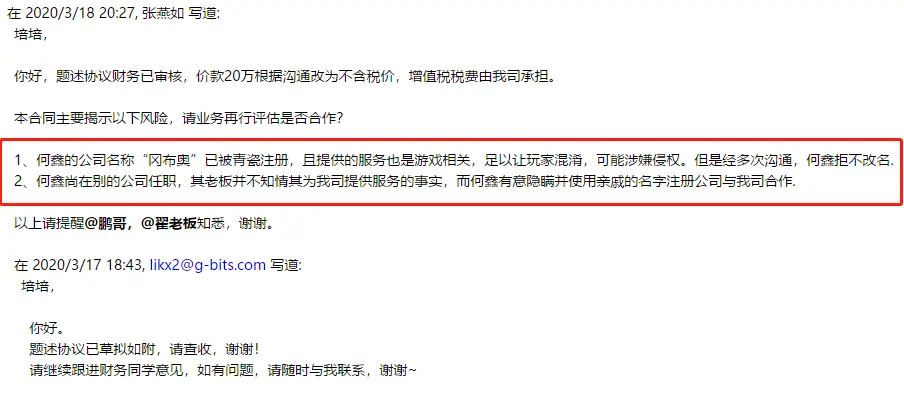 在 2020/3/18 20:27, 张燕如 写道:
培培，
你好，题述协议财务已审核，价款20万根据沟通改为不含税价，增值税税费由我司承担。
本合同主要揭示以下风险，请业务再行评估是否合作？
1、何鑫的公司名称“冈布奥”已被青瓷注册，且提供的服务也是游戏相关，足以让玩家混淆，可能涉嫌侵权。但是经多次沟通，何鑫拒不改名.
2、何鑫尚在别的公司任职，其老板并不知情其为我司提供服务的事实，而何鑫有意隐瞒并使用亲戚的名字注册公司与我司合作.
以上请提醒@鹏哥，@翟老板知悉，谢谢。
在 2020/3/17 18:43, likx2@g-bits.com 写道:
培培，
你好。
题述协议已草拟如附，请查收，谢谢！
请继续跟进财务同学意见，如有问题，请随时与我联系，谢谢~